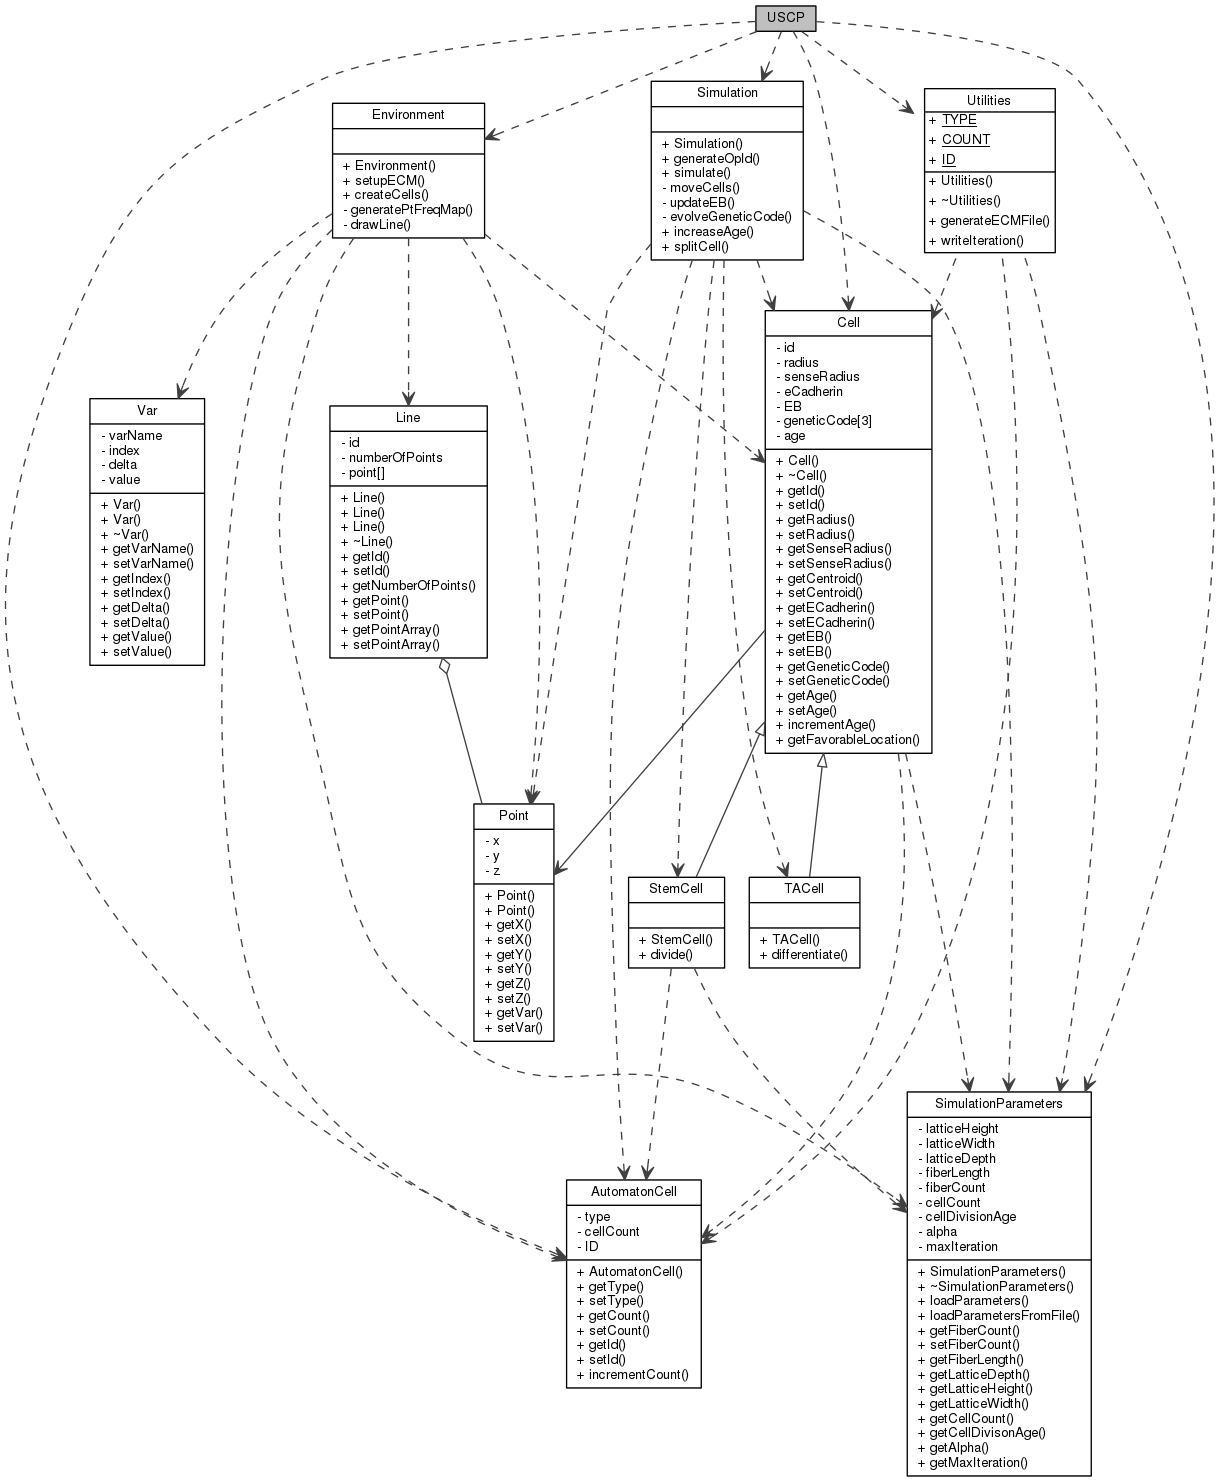 USCP
Environment
+ Environment()
+ setupECM()
+ createCells()
- generatePtFreqMap()
- drawLine()
Simulation
+ Simulation()
+ generateOpId()
+ simulate()
- moveCells()
- updateEB()
- evolveGeneticCode()
+ increaseAge()
+ splitCell()
Utilities
+ TYPE
+ COUNT
+ ID
+ Utilities()
+ ~Utilities()
+ generateECMFile()
+ writeIteration()
Var
- varName
- index
- delta
- value
+ Var()
+ Var()
+ ~Var()
+ getVarName()
+ setVarName()
+ getIndex()
+ setIndex()
+ getDelta()
+ setDelta()
+ getValue()
+ setValue()
Line
- id
- numberOfPoints
- point[]
+ Line()
+ Line()
+ Line()
+ ~Line()
+ getId()
+ setId()
+ getNumberOfPoints()
+ getPoint()
+ setPoint()
+ getPointArray()
+ setPointArray()
Cell
- id
- radius
- senseRadius
- eCadherin
- EB
- geneticCode[3]
- age
+ Cell()
+ ~Cell()
+ getId()
+ setId()
+ getRadius()
+ setRadius()
+ getSenseRadius()
+ setSenseRadius()
+ getCentroid()
+ setCentroid()
+ getECadherin()
+ setECadherin()
+ getEB()
+ setEB()
+ getGeneticCode()
+ setGeneticCode()
+ getAge()
+ setAge()
+ incrementAge()
+ getFavorableLocation()
Point
- x
- y
- z
+ Point()
+ Point()
+ getX()
+ setX()
+ getY()
+ setY()
+ getZ()
+ setZ()
+ getVar()
+ setVar()
StemCell
+ StemCell()
+ divide()
TACell
+ TACell()
+ differentiate()
AutomatonCell
- type
- cellCount
- ID
+ AutomatonCell()
+ getType()
+ setType()
+ getCount()
+ setCount()
+ getId()
+ setId()
+ incrementCount()
SimulationParameters
- latticeHeight
- latticeWidth
- latticeDepth
- fiberLength
- fiberCount
- cellCount
- cellDivisionAge
- alpha
- maxIteration
+ SimulationParameters()
+ ~SimulationParameters()
+ loadParameters()
+ loadParametersFromFile()
+ getFiberCount()
+ setFiberCount()
+ getFiberLength()
+ getLatticeDepth()
+ getLatticeHeight()
+ getLatticeWidth()
+ getCellCount()
+ getCellDivisonAge()
+ getAlpha()
+ getMaxIteration()